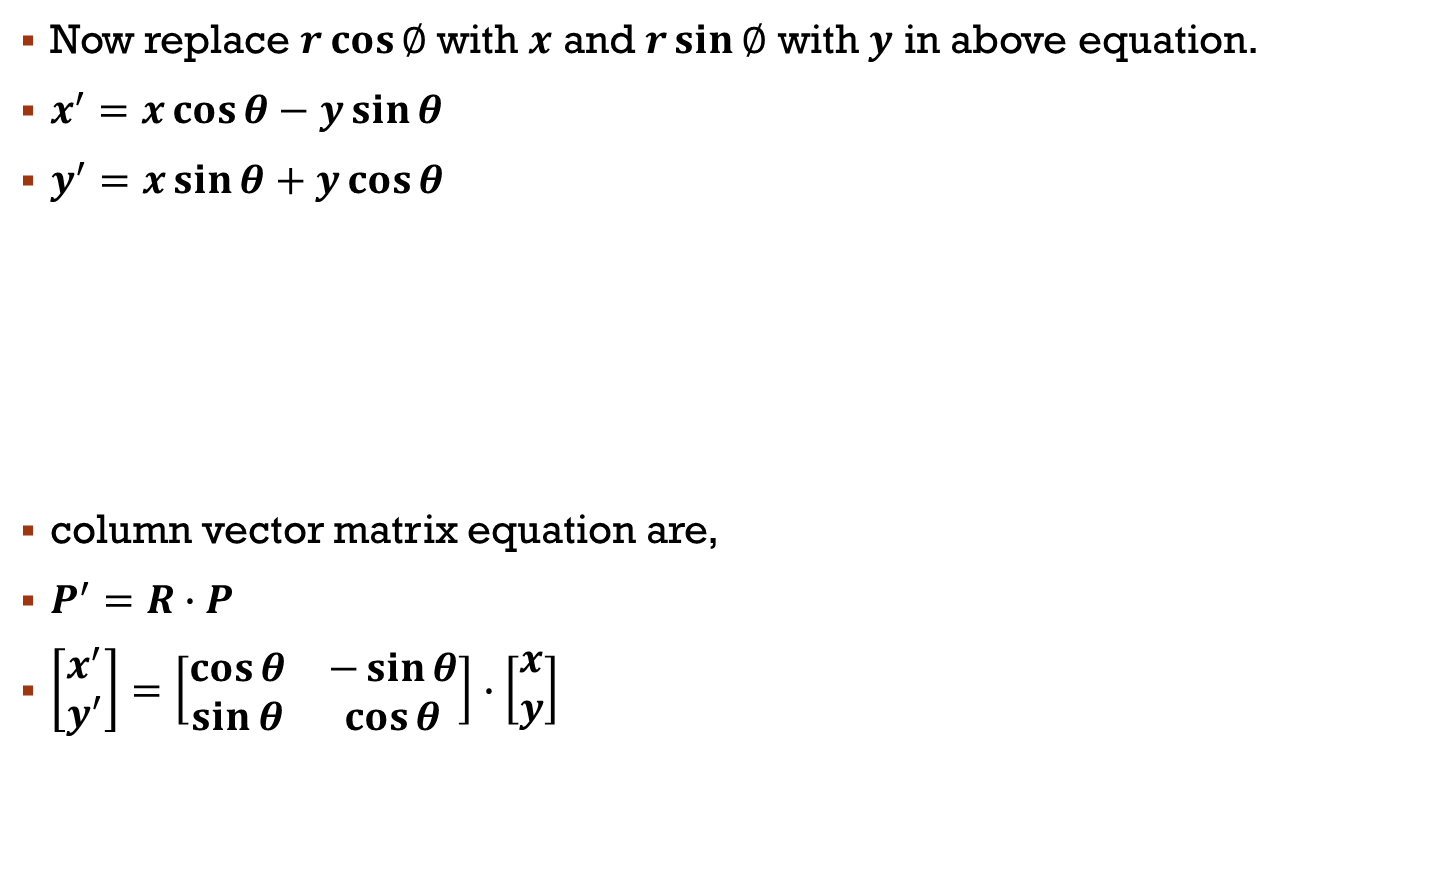 ▪ Now replace r cos ∅ with x and r sin ∅ with y in above equation.
▪ x′ = x cos θ − y sin θ
▪ y′ = x sin θ + y cos θ
▪ column vector matrix equation are,
▪ P′ = R · P
▪ [x′ y′] = [cos θ − sin θ sin θ cos θ] · [x y]